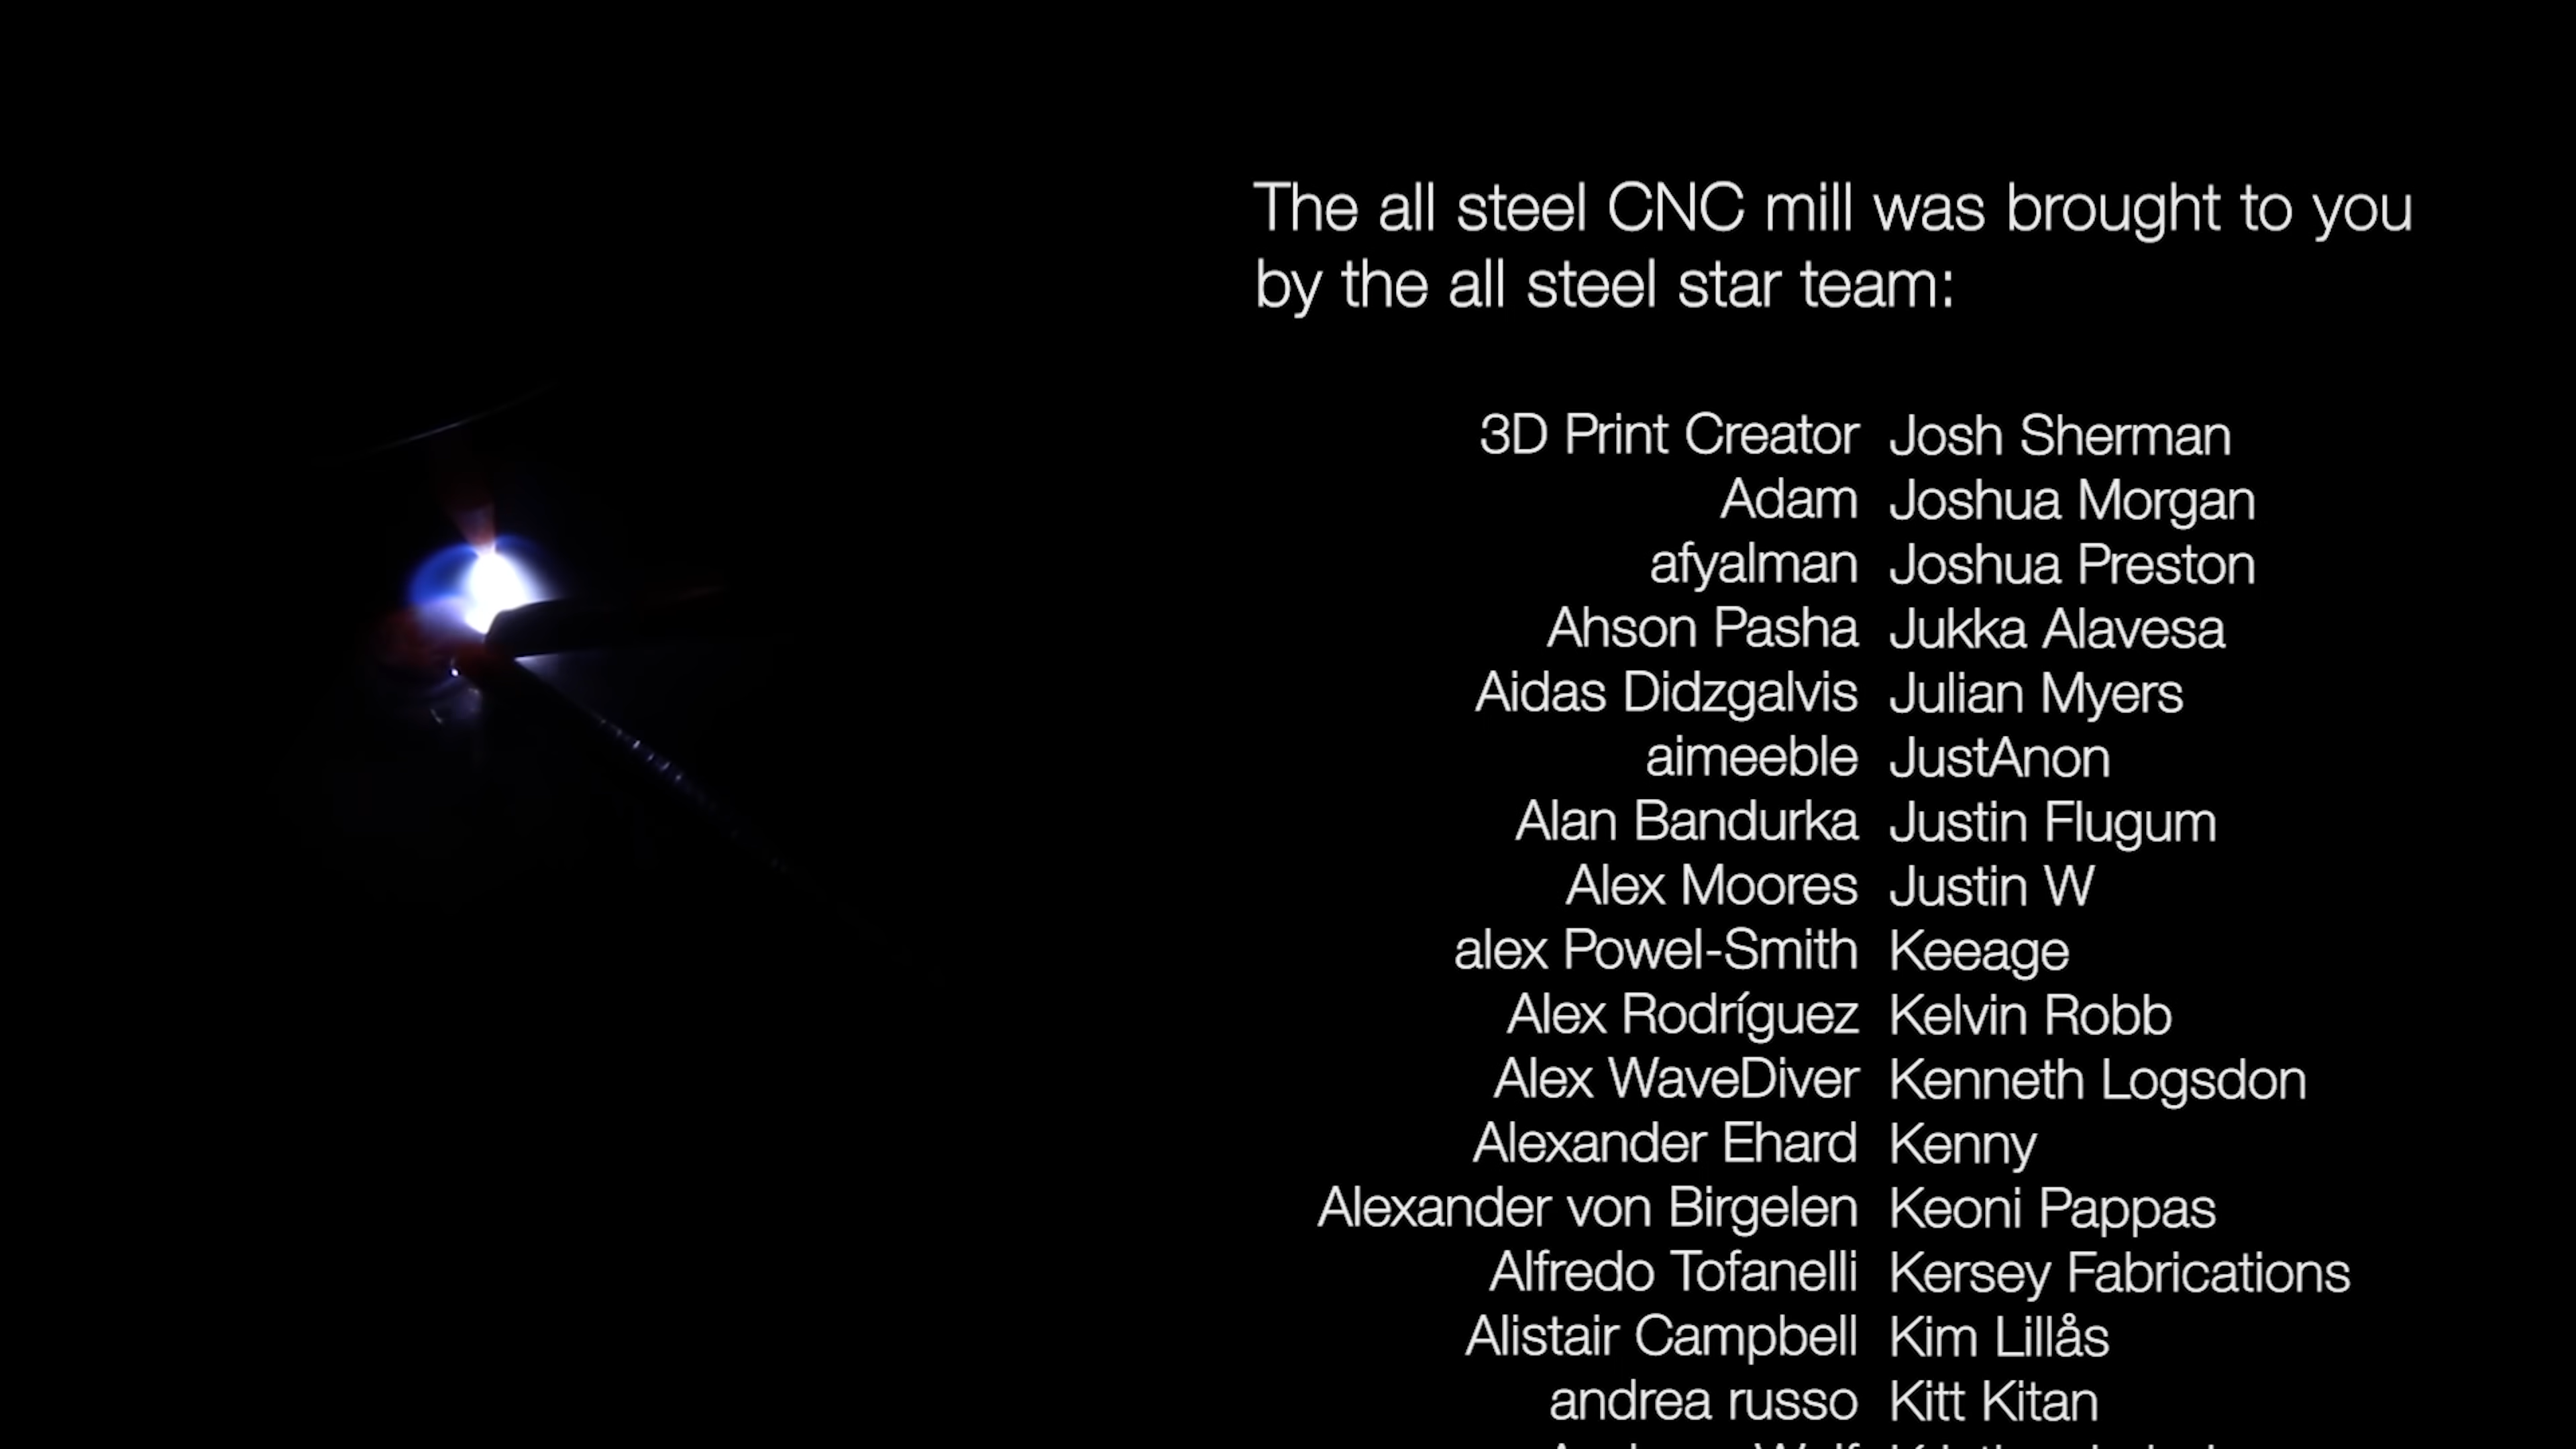 The all steel CNC mill was brought to you
by the all steel star team:
3D Print Creator Josh Sherman
Adam Joshua Morgan
afyalman Joshua Preston
Ahson Pasha Jukka Alavesa
Aidas Didzgalvis Julian Myers
aimeeble JustAnon
Alan Bandurka Justin Flugum
Alex Moores Justin W
alex Powel-Smith Keeage
Alex Rodríguez Kelvin Robb
Alex WaveDiver Kenneth Logsdon
Alexander Ehard Kenny
Alexander von Birgelen Keoni Pappas
Alfredo Tofanelli Kersey Fabrications
Alistair Campbell Kim Lillås
andrea russo Kitt Kitan